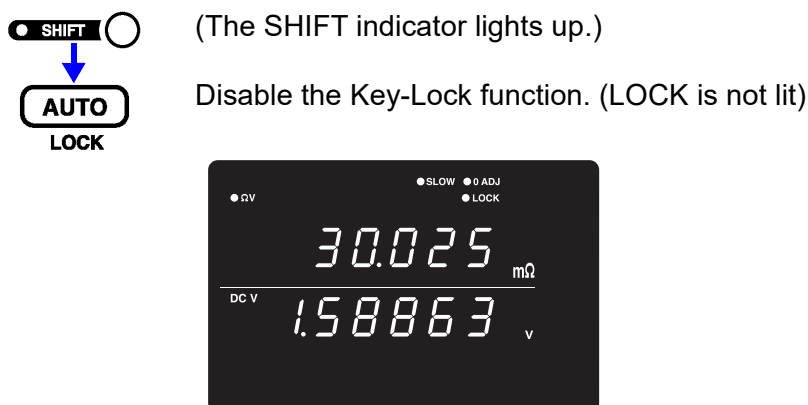 SHIFT (The SHIFT indicator lights up.)
AUTO Disable the Key-Lock function. (LOCK is not lit)
LOCK
SLOW 0 ADJ
ΩV LOCK
30.025 mΩ
DC V 1.58863 V